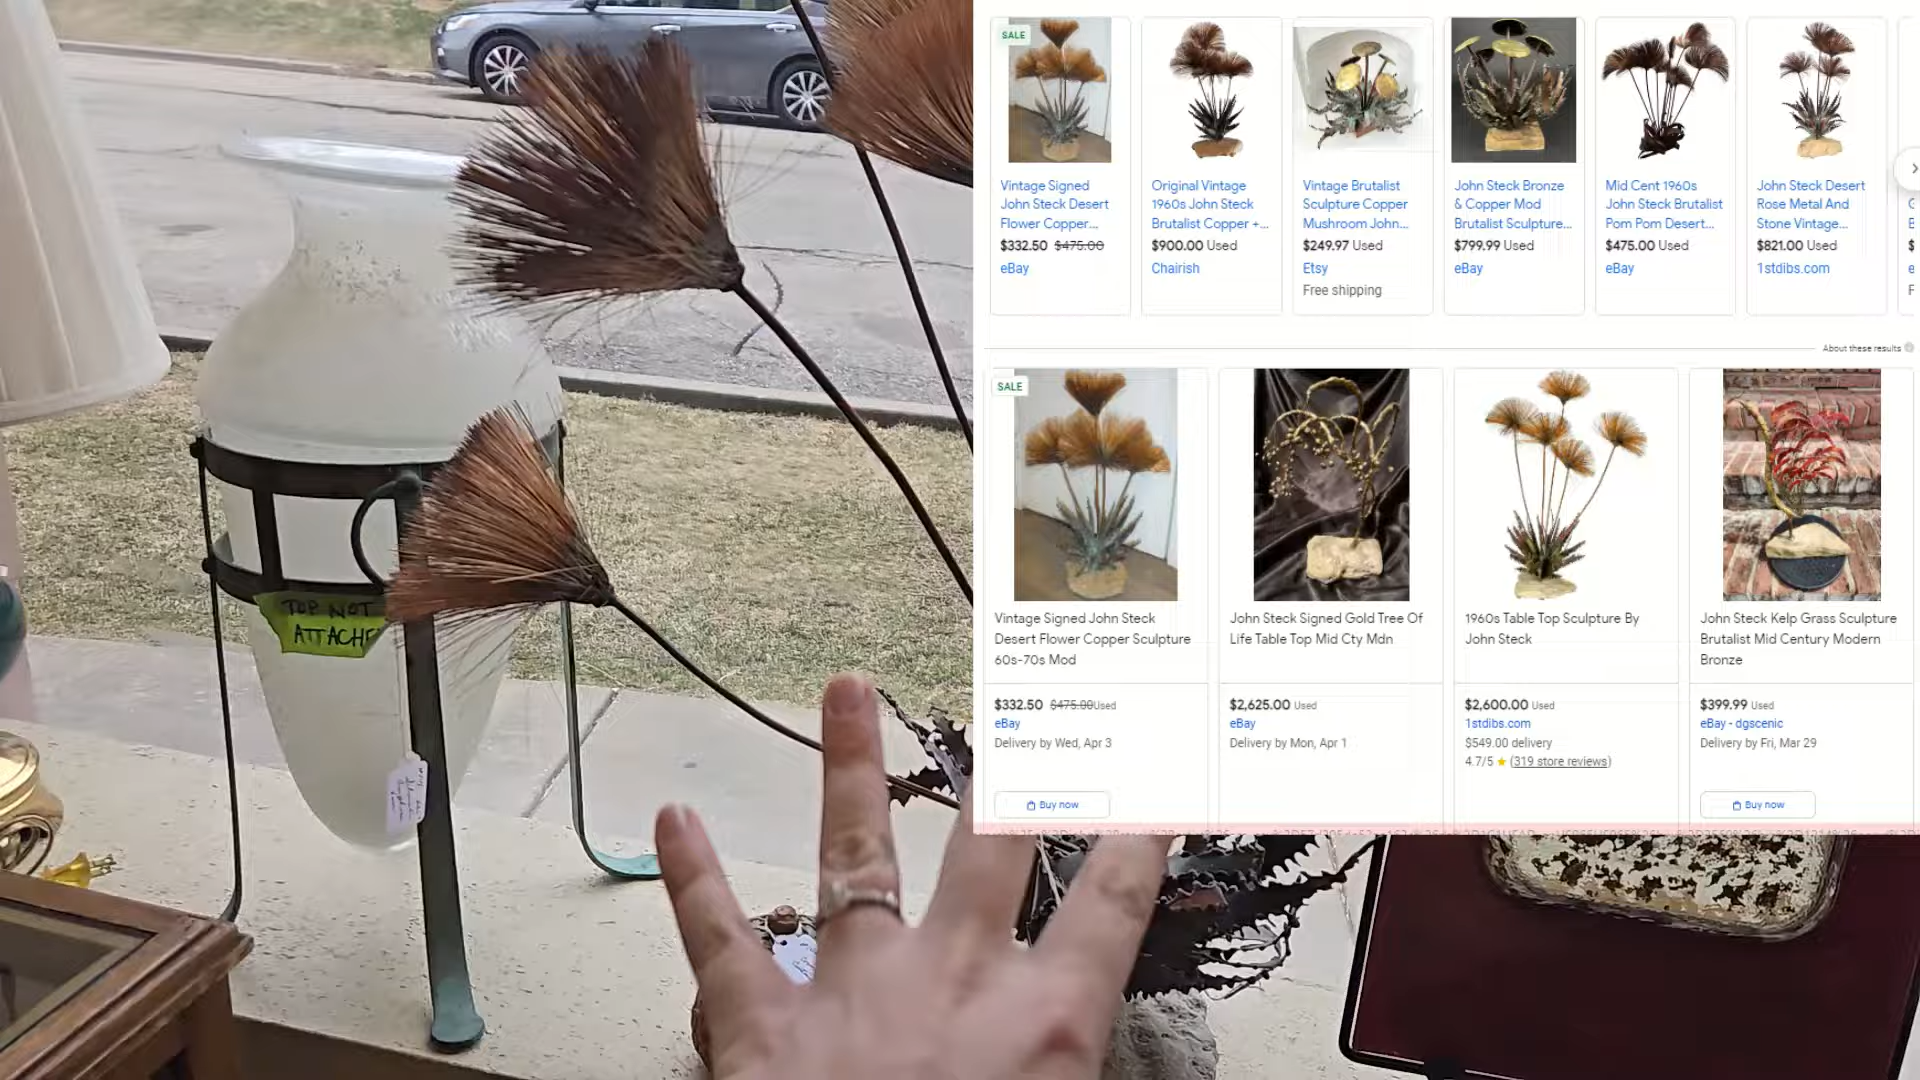 SALE
Vintage Signed
John Steck Desert
Flower Copper...
$332.50 $475.00
eBay
Original Vintage
1960s John Steck
Brutalist Copper +...
$900.00 Used
Chairish
Vintage Brutalist
Sculpture Copper
Mushroom John...
$249.97 Used
Etsy
Free shipping
John Steck Bronze
& Copper Mod
Brutalist Sculpture...
$799.99 Used
eBay
Mid Cent 1960s
John Steck Brutalist
Pom Pom Desert...
$475.00 Used
eBay
John Steck Desert
Rose Metal And
Stone Vintage...
$821.00 Used
1stdibs.com
About these results
SALE
Vintage Signed John Steck
Desert Flower Copper Sculpture
60s-70s Mod
$332.50 $475.00 Used
eBay
Delivery by Wed, Apr 3
Buy now
John Steck Signed Gold Tree Of
Life Table Top Mid Cty Mdn
$2,625.00 Used
eBay
Delivery by Mon, Apr 1
1960s Table Top Sculpture By
John Steck
$2,600.00 Used
1stdibs.com
$549.00 delivery
4.7/5 ★ (319 store reviews)
John Steck Kelp Grass Sculpture
Brutalist Mid Century Modern
Bronze
$399.99 Used
eBay - dgscenic
Delivery by Fri, Mar 29
Buy now
TOP NOT